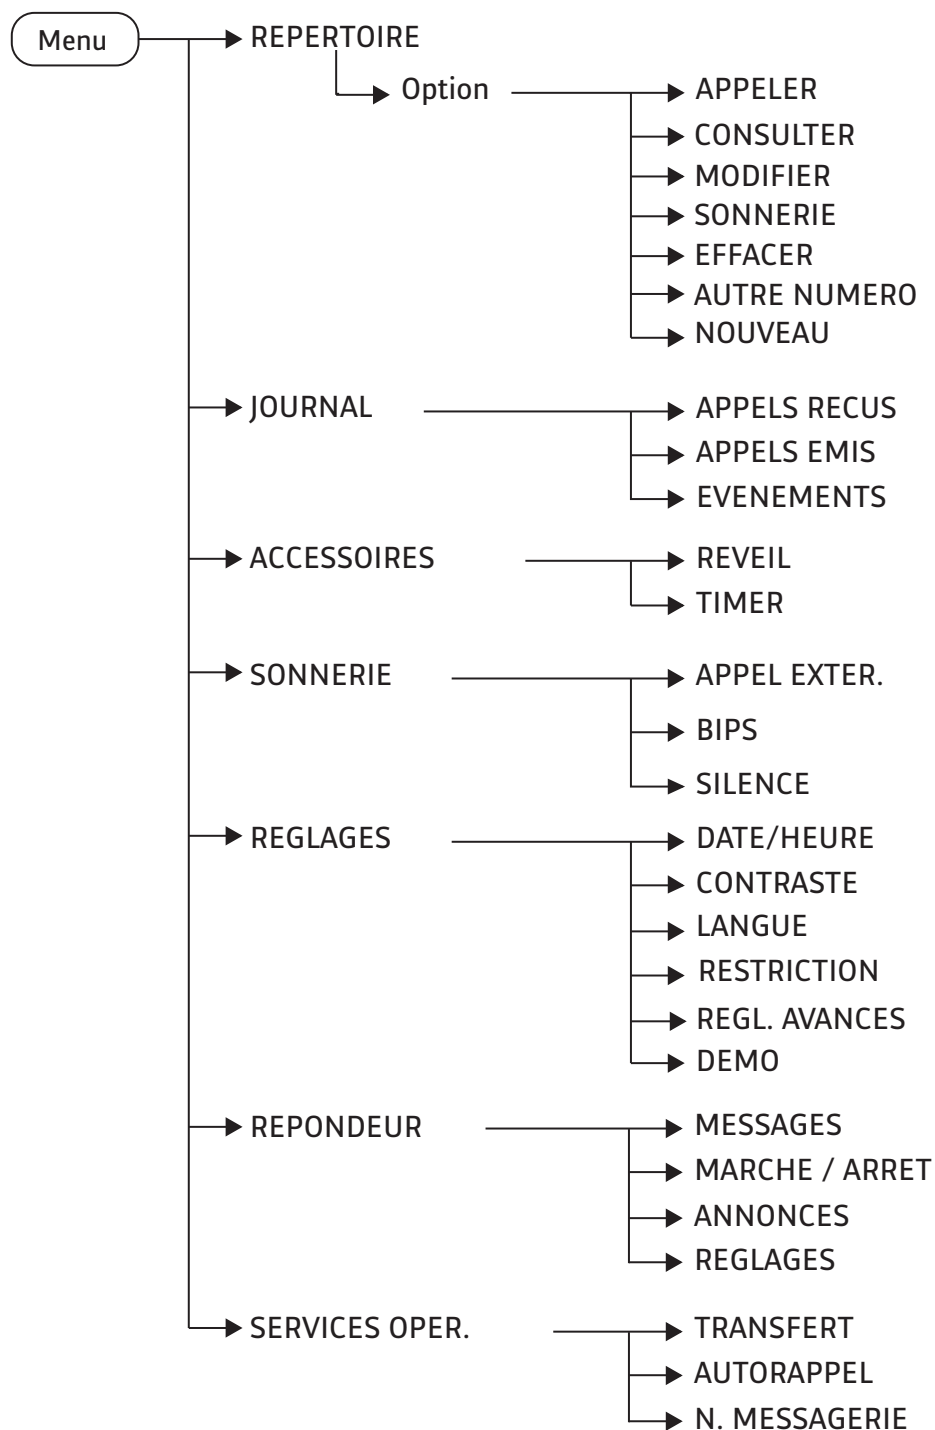 Menu
REPERTOIRE
Option
APPELER
CONSULTER
MODIFIER
SONNERIE
EFFACER
AUTRE NUMERO
NOUVEAU
JOURNAL
APPELS RECUS
APPELS EMIS
EVENEMENTS
ACCESSOIRES
REVEIL
TIMER
SONNERIE
APPEL EXTER.
BIPS
SILENCE
REGLAGES
DATE/HEURE
CONTRASTE
LANGUE
RESTRICTION
REGL. AVANCES
DEMO
REPONDEUR
MESSAGES
MARCHE / ARRET
ANNONCES
REGLAGES
SERVICES OPER.
TRANSFERT
AUTORAPPEL
N. MESSAGERIE